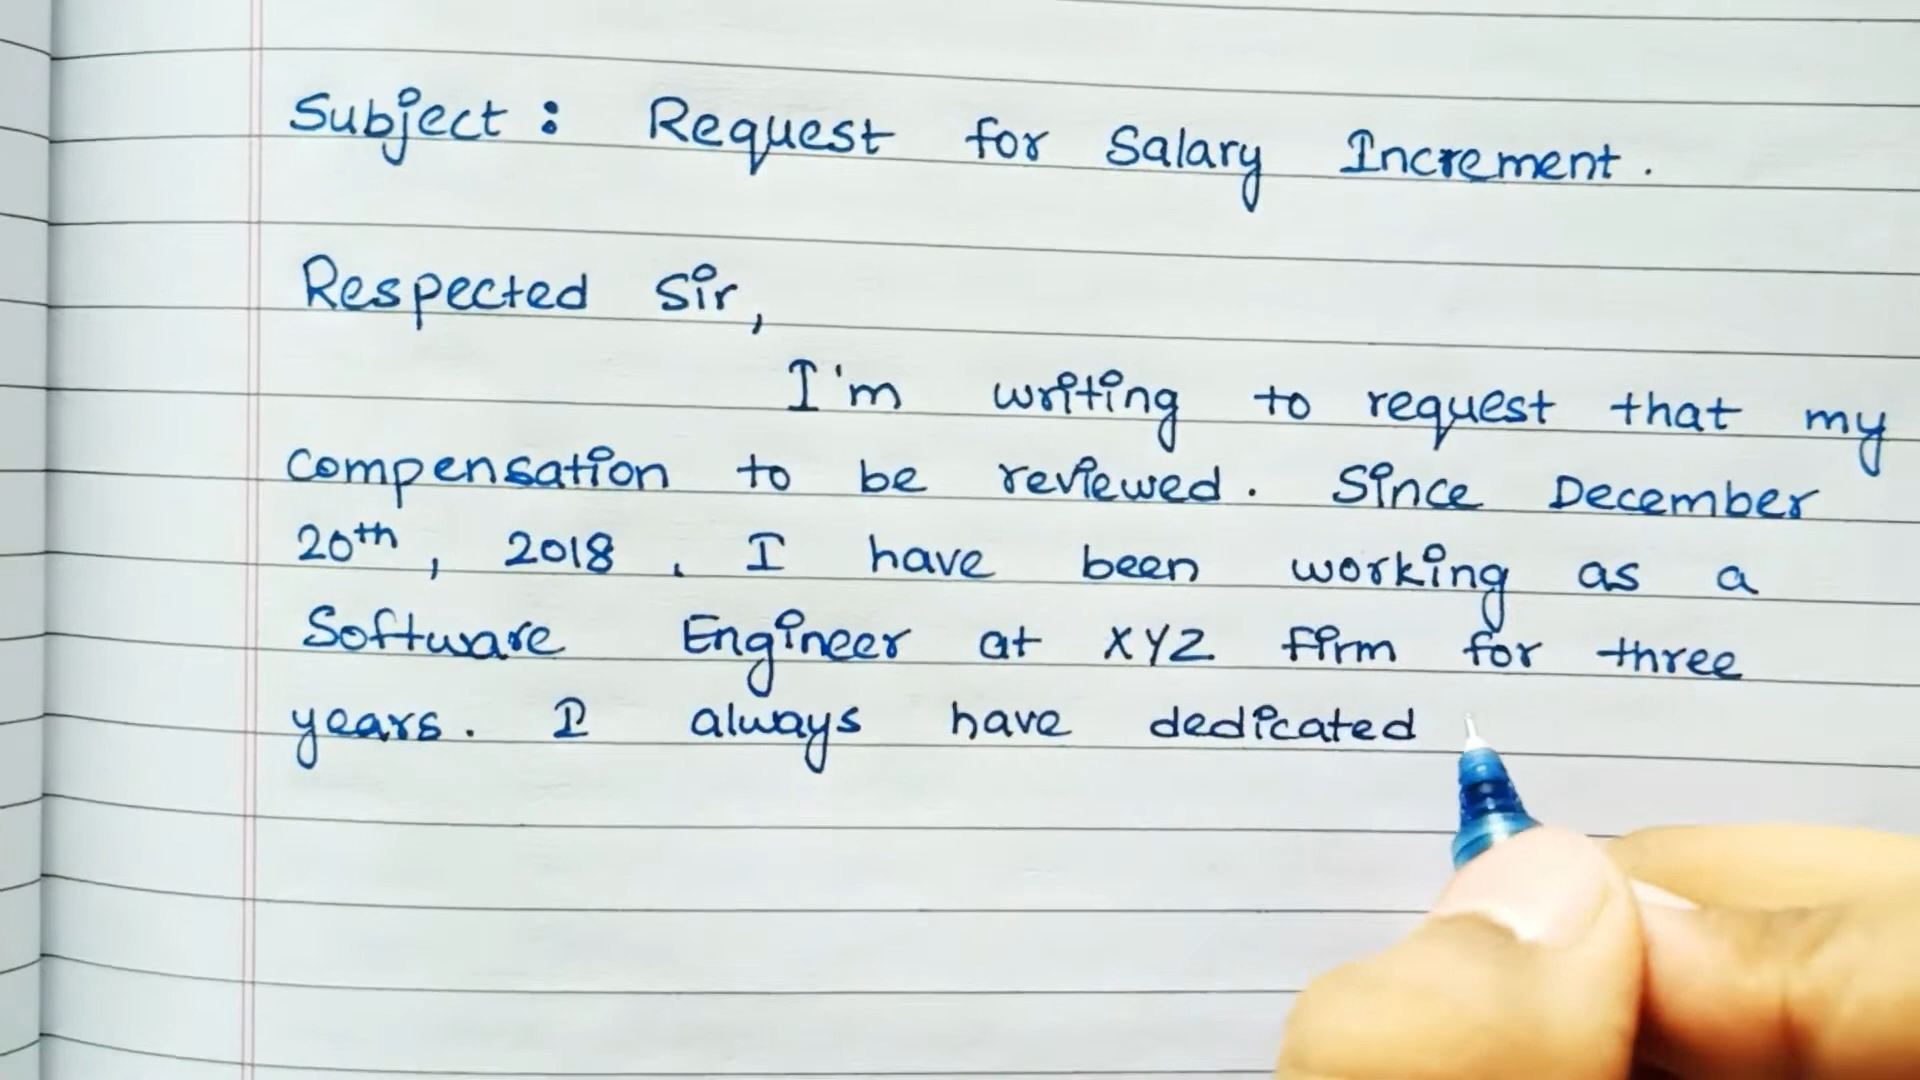 Subject : Request for Salary Increment.
Respected Sir,
I'm writing to request that my
compensation to be reviewed. Since December
20th, 2018, I have been working as a
Software Engineer at XYZ firm for three
years. I always have dedicated